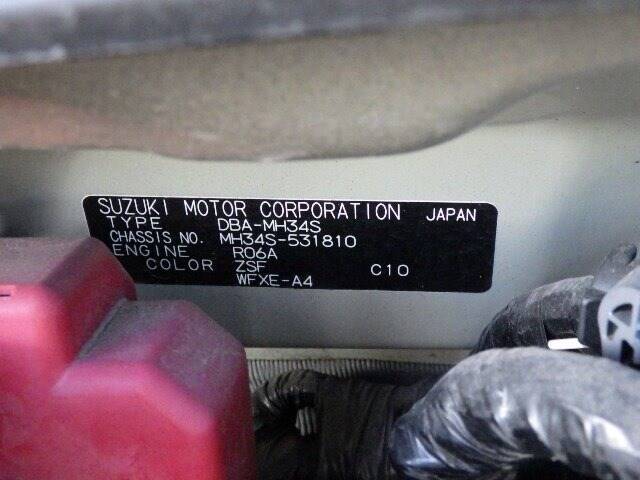 SUZUKI MOTOR CORPORATION JAPAN
TYPE DBA-MH34S
CHASSIS NO. MH34S-531810
ENGINE R06A
COLOR ZSF C10
WFXE-A4